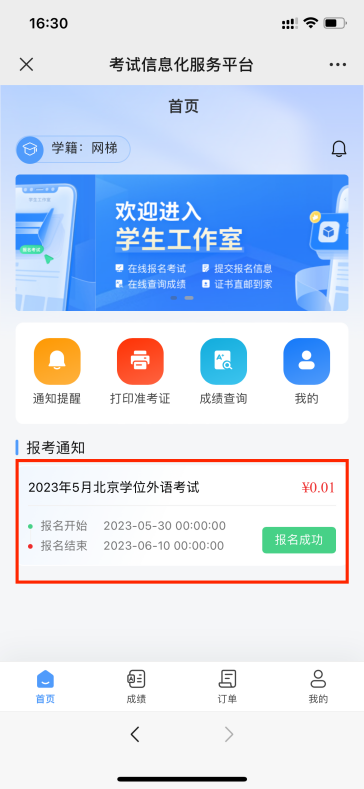 16:30
考试信息化服务平台
首页
学籍：网梯
欢迎进入
学生工作室
在线报名考试 提交报名信息
在线查询成绩 证书直邮到家
通知提醒 打印准考证 成绩查询 我的
报考通知
2023年5月北京学位外语考试 ¥0.01
报名开始 2023-05-30 00:00:00
报名结束 2023-06-10 00:00:00
报名成功
首页 成绩 订单 我的